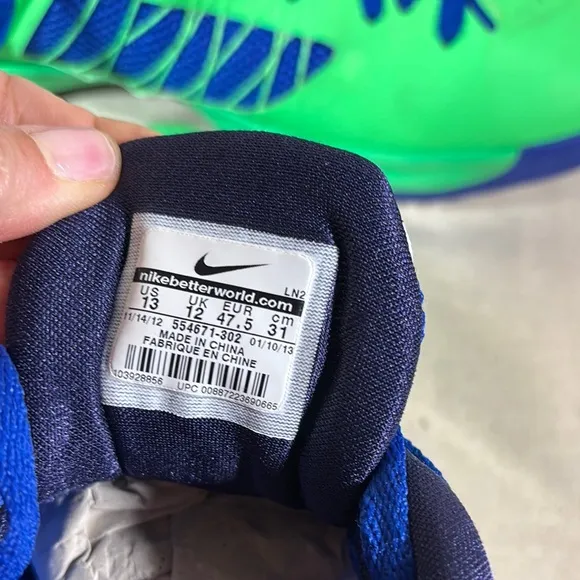 nikebetterworld.com
LN2
US UK EUR cm
13 12 47.5 31
11/14/12 554671-302 01/10/13
MADE IN CHINA
FABRIQUE EN CHINE
103928856 UPC 00887223690665